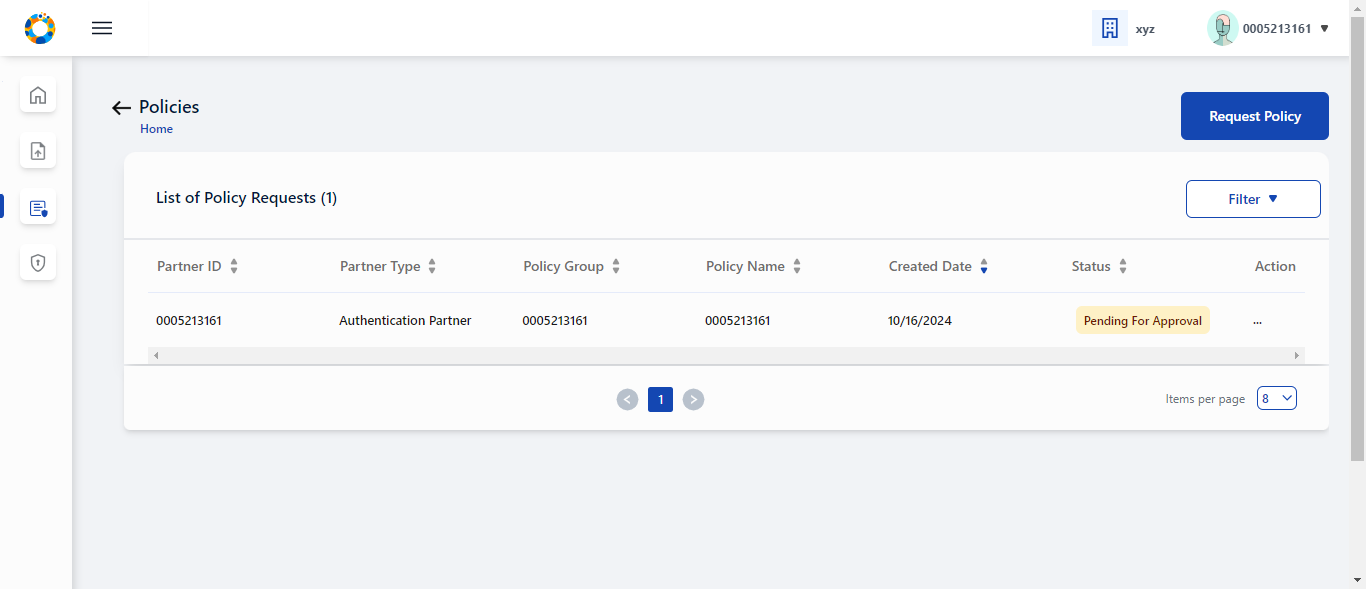 xyz
0005213161
Policies
Home
Request Policy
List of Policy Requests (1)
Filter
Partner ID Partner Type Policy Group Policy Name Created Date Status Action
0005213161 Authentication Partner 0005213161 0005213161 10/16/2024 Pending For Approval ...
< 1 >
Items per page 8